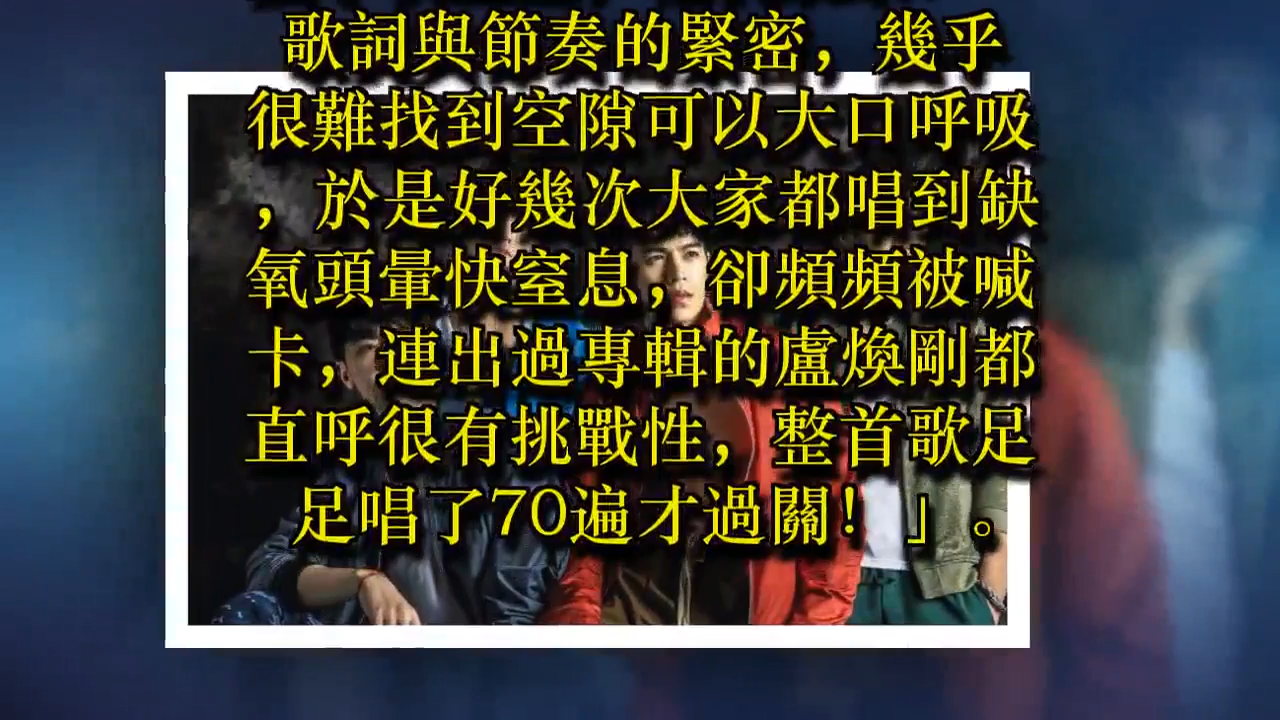 歌詞與節奏的緊密，幾乎
很難找到空隙可以大口呼吸
，於是好幾次大家都唱到缺
氧頭暈快窒息，卻頻頻被喊
卡，連出過專輯的盧煥剛都
直呼很有挑戰性，整首歌足
足唱了70遍才過關！」。